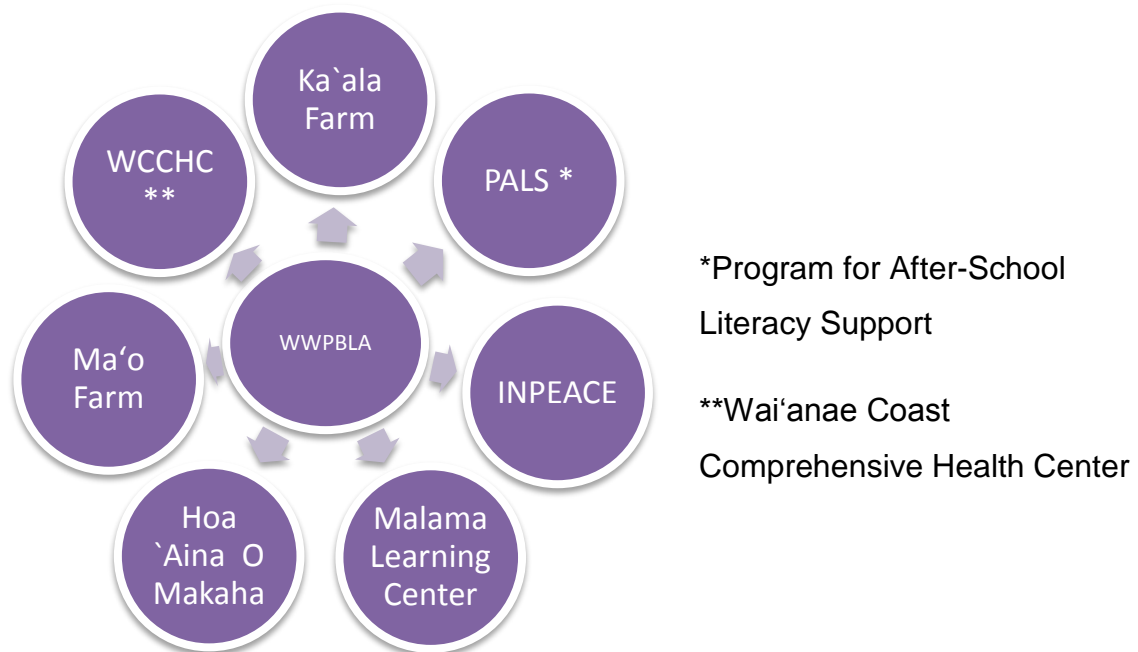 Ka`ala
Farm
PALS *
INPEACE
Malama
Learning
Center
Hoa
`Aina O
Makaha
Ma‘o
Farm
WCCHC
**
WWPBLA
*Program for After-School
Literacy Support
**Wai‘anae Coast
Comprehensive Health Center